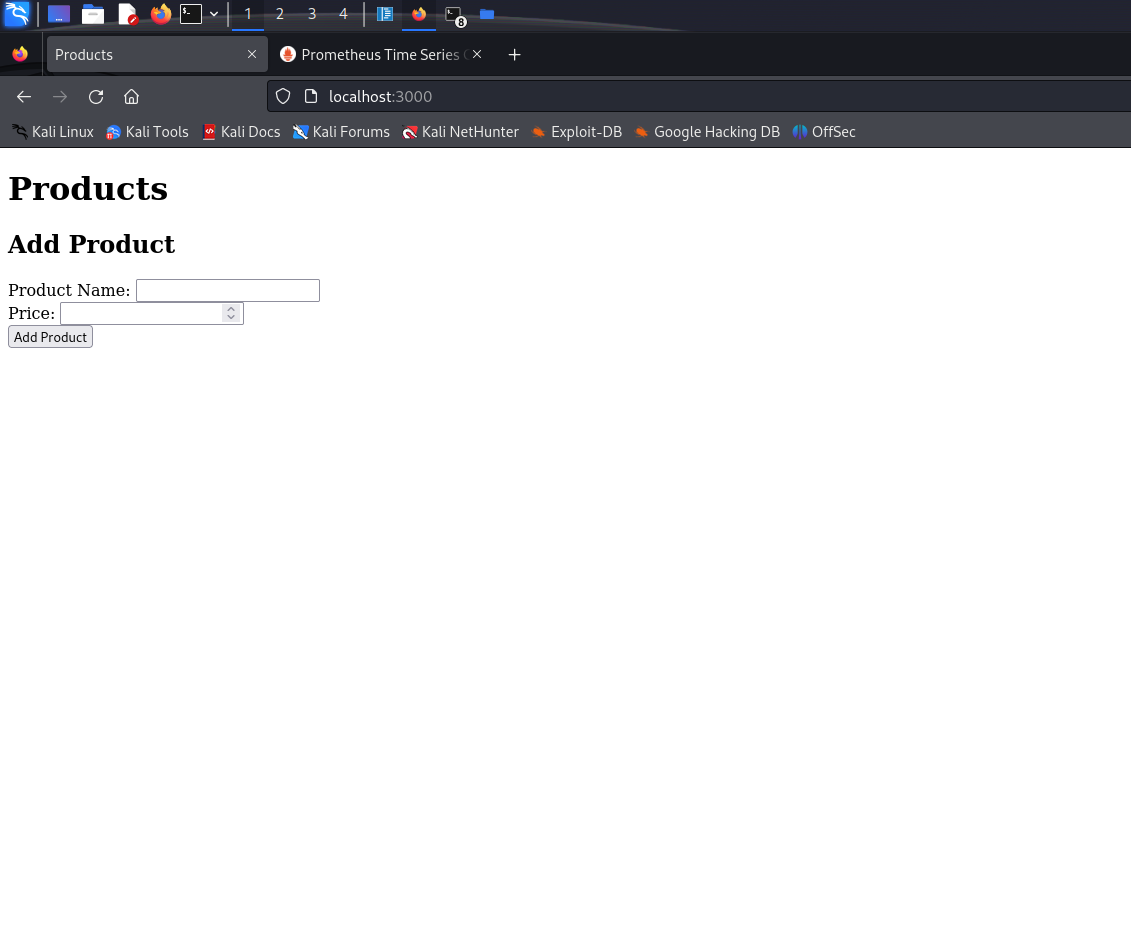 1 2 3 4 8
Products Prometheus Time Series
localhost:3000
Kali Linux Kali Tools Kali Docs Kali Forums Kali NetHunter Exploit-DB Google Hacking DB OffSec
Products
Add Product
Product Name:
Price:
Add Product